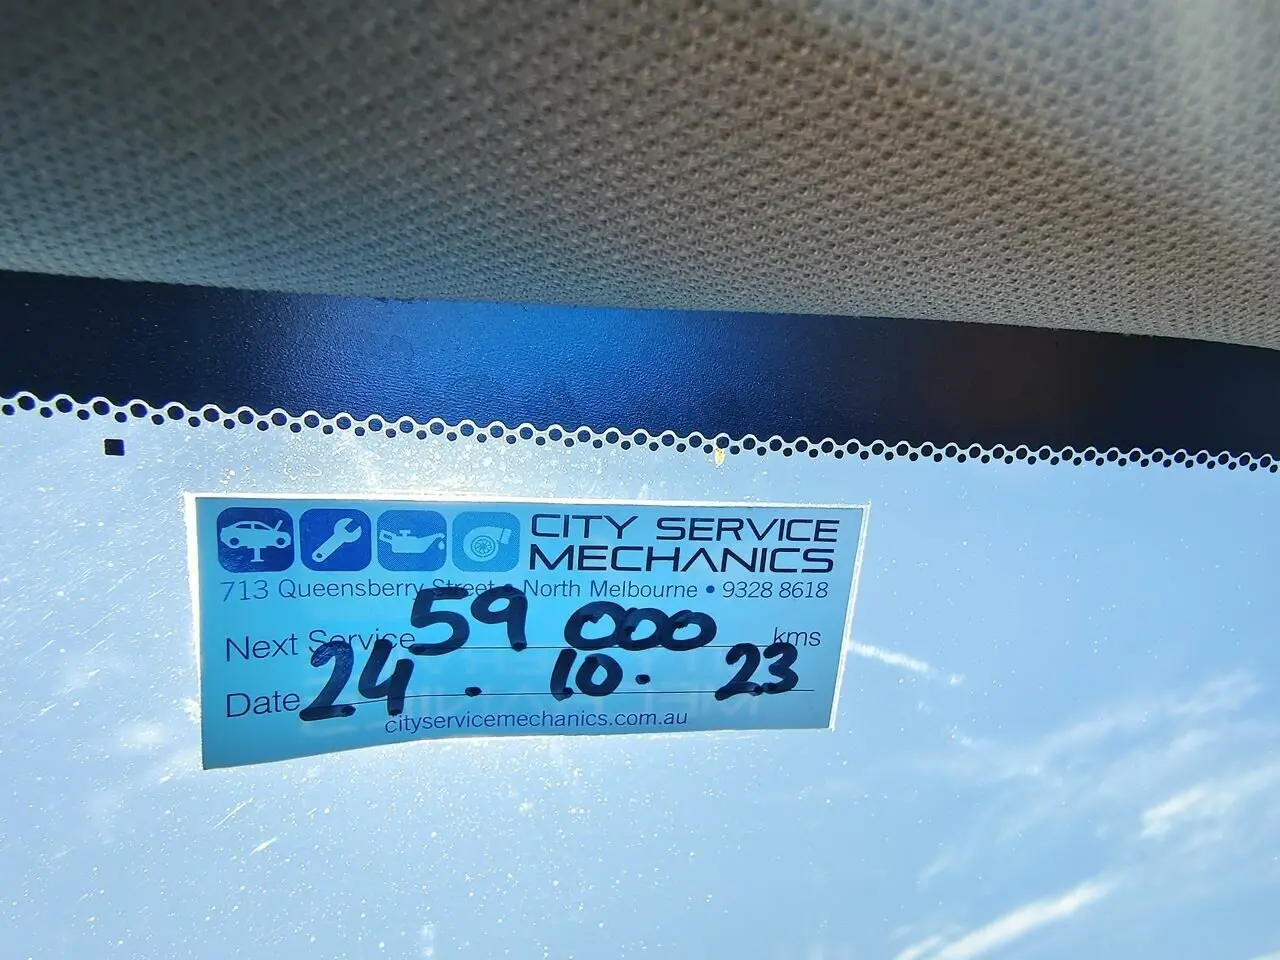 CITY SERVICE
MECHANICS
713 Queensberry Street • North Melbourne • 9328 8618
Next Service 59 000 kms
Date 24 . 10 . 23
cityservicemechanics.com.au